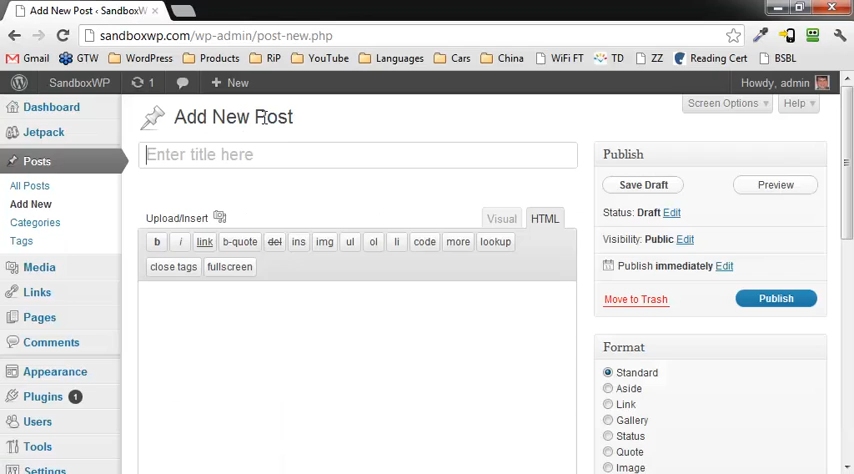 Add New Post ‹ SandboxWP
sandboxwp.com/wp-admin/post-new.php
Gmail GTW WordPress Products RiP YouTube Languages Cars China WiFi FT TD ZZ Reading Cert BSBL
SandboxWP 1 + New Howdy, admin
Screen Options Help
Dashboard
Jetpack
Posts
All Posts
Add New
Categories
Tags
Media
Links
Pages
Comments
Appearance
Plugins 1
Users
Tools
Settings
Add New Post
Enter title here
Upload/Insert Visual HTML
b i link b-quote del ins img ul ol li code more lookup
close tags fullscreen
Publish
Save Draft Preview
Status: Draft Edit
Visibility: Public Edit
Publish immediately Edit
Move to Trash Publish
Format
Standard
Aside
Link
Gallery
Status
Quote
Image